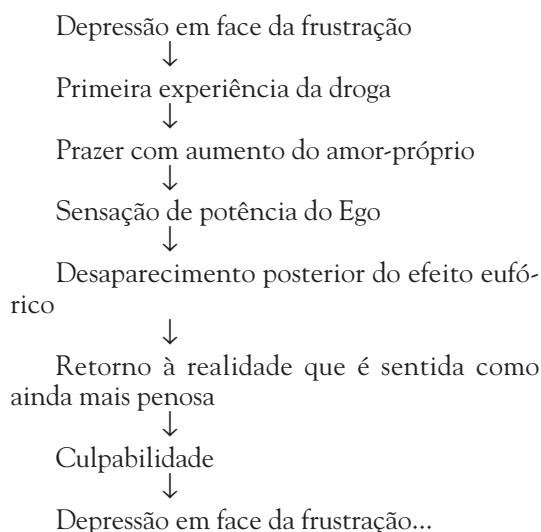 Depressão em face da frustração
↓
Primeira experiência da droga
↓
Prazer com aumento do amor-próprio
↓
Sensação de potência do Ego
↓
Desaparecimento posterior do efeito eufó-
rico
↓
Retorno à realidade que é sentida como
ainda mais penosa
↓
Culpabilidade
↓
Depressão em face da frustração...